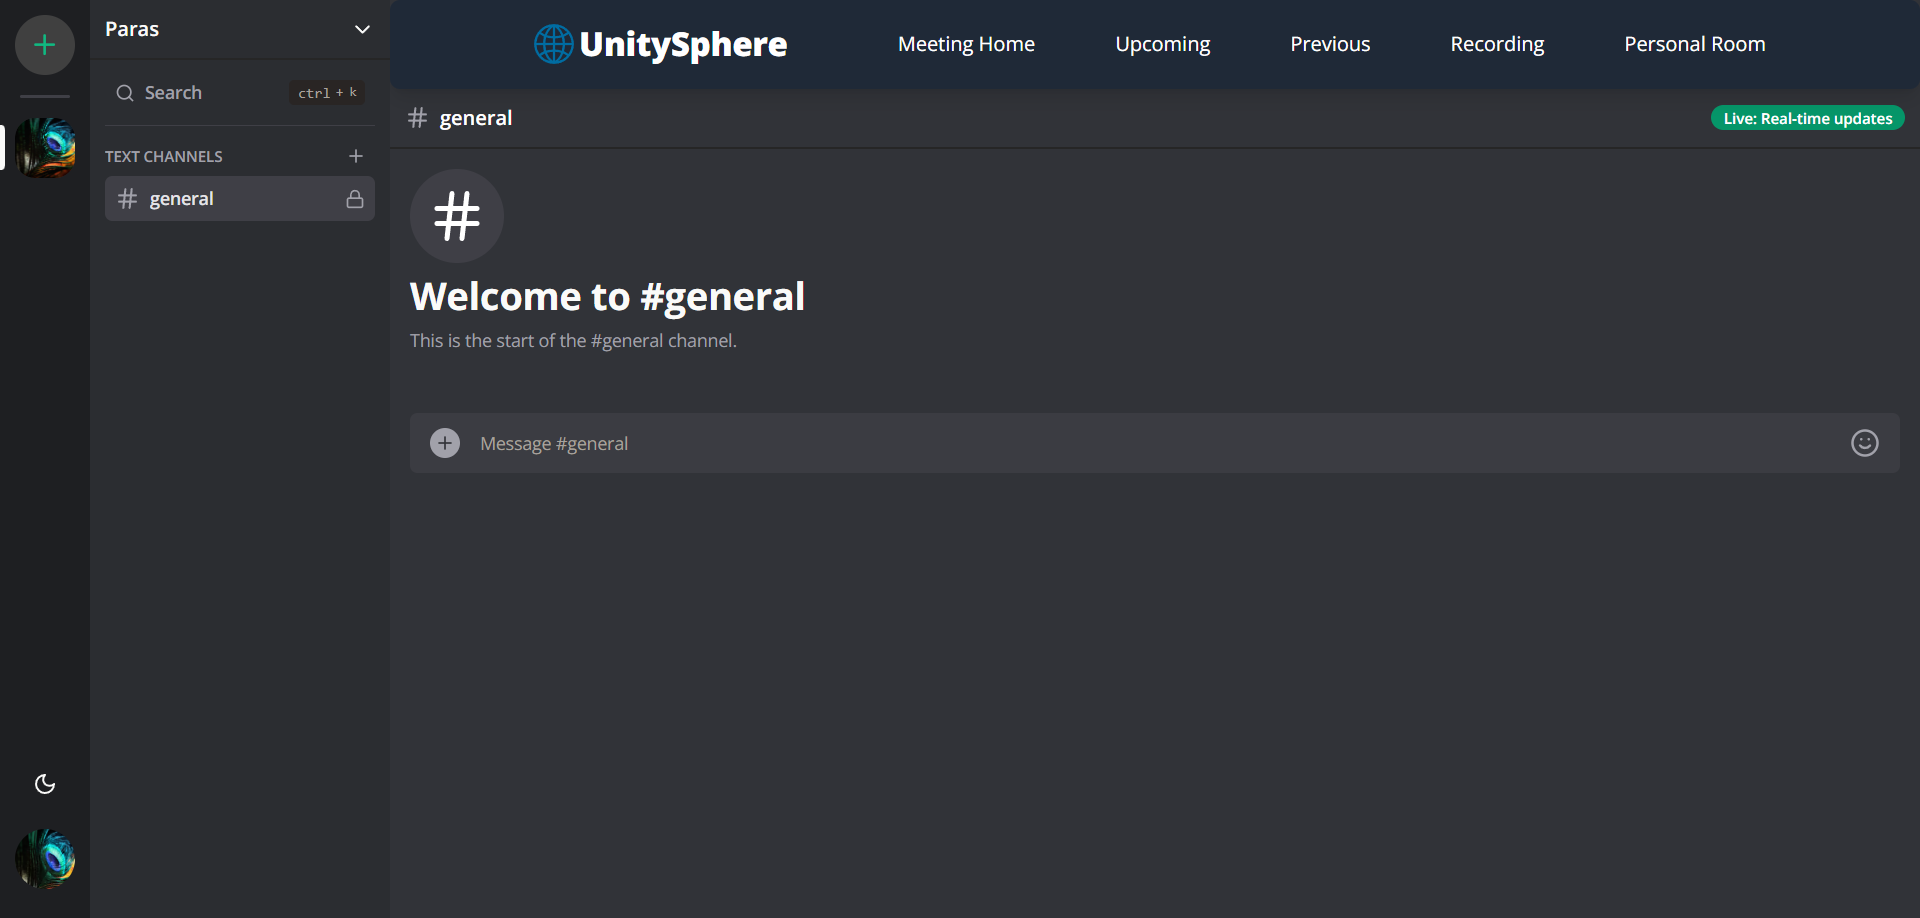 Paras
Search
ctrl + k
TEXT CHANNELS
general
UnitySphere
Meeting Home
Upcoming
Previous
Recording
Personal Room
# general
Live: Real-time updates
#
Welcome to #general
This is the start of the #general channel.
Message #general